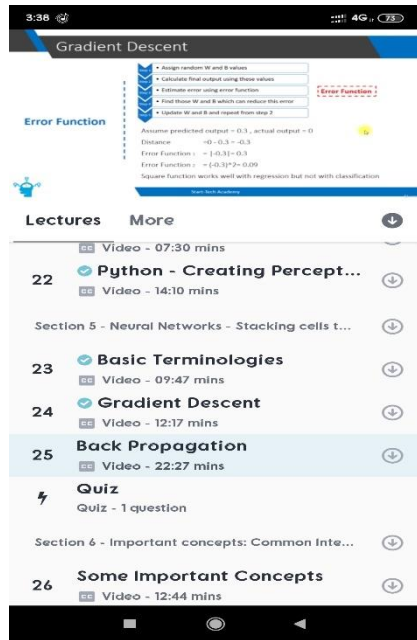 3:38 4G 73
Gradient Descent
• Assign random W and B values
• Calculate final output using these values
• Estimate error using error function
Error Function
• Find those W and B which can reduce this error
• Update W and B and repeat from step 2
Error Function
Assume predicted output = 0.3 , actual output = 0
Distance =0 - 0.3 = -0.3
Error Function : = |-0.3|= 0.3
Error Function : = (-0.3)^2= 0.09
Square function works well with regression but not with classification
Start-Tech Academy
Lectures More
CC Video - 07:30 mins
22 Python - Creating Percept...
CC Video - 14:10 mins
Section 5 - Neural Networks - Stacking cells t...
23 Basic Terminologies
CC Video - 09:47 mins
24 Gradient Descent
CC Video - 12:17 mins
25 Back Propagation
CC Video - 22:27 mins
Quiz
Quiz - 1 question
Section 6 - Important concepts: Common Inte...
26 Some Important Concepts
CC Video - 12:44 mins